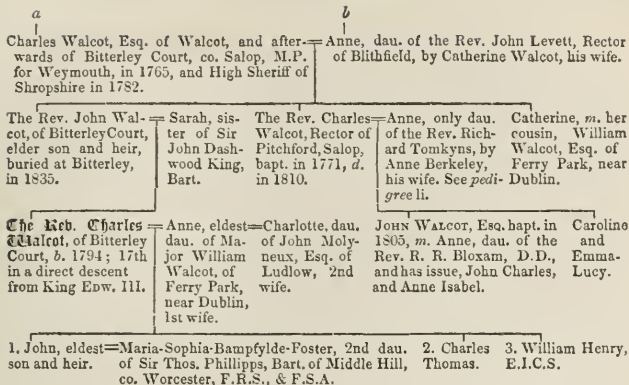 a
b
Charles Walcot, Esq. of Walcot, and after-
wards of Bitterley Court, co. Salop, M.P.
for Weymouth, in 1765, and High Sheriff of
Shropshire in 1782.
=Anne, dau. of the Rev. John Levett, Rector
of Blithfield, by Catherine Walcot, his wife.
The Rev. John Wal-
cot, of Bitterley Court,
elder son and heir,
buried at Bitterley,
in 1835.
= Sarah, sis-
ter of Sir
John Dash-
wood King,
Bart.
The Rev. Charles
Walcot, Rector of
Pitchford, Salop,
bapt. in 1771, d.
in 1810.
=Anne, only dau.
of the Rev. Rich-
ard Tomkyns, by
Anne Berkeley,
his wife. See pedi-
gree li.
Catherine, m. her
cousin, William
Walcot, Esq. of
Ferry Park, near
Dublin.
The Rev. Charles
Walcot, of Bitterley
Court, b. 1794; 17th
in a direct descent
from King EDW. III.
= Anne, eldest
dau. of Ma-
jor William
Walcot, of
Ferry Park,
near Dublin,
1st wife.
=Charlotte, dau.
of John Moly-
neux, Esq. of
Ludlow, 2nd
wife.
JOHN WALCOT, Esq. bapt. in
1805, m. Anne, dau. of the
Rev. R. R. Bloxam, D.D.,
and has issue, John Charles,
and Anne Isabel.
Caroline
and
Emma-
Lucy.
1. John, eldest
son and heir.
=Maria-Sophia-Bampfylde-Foster, 2nd dau.
of Sir Thos. Phillipps, Bart. of Middle Hill,
co. Worcester, F.R.S., & F.S.A.
2. Charles
Thomas.
3. William Henry,
E.I.C.S.